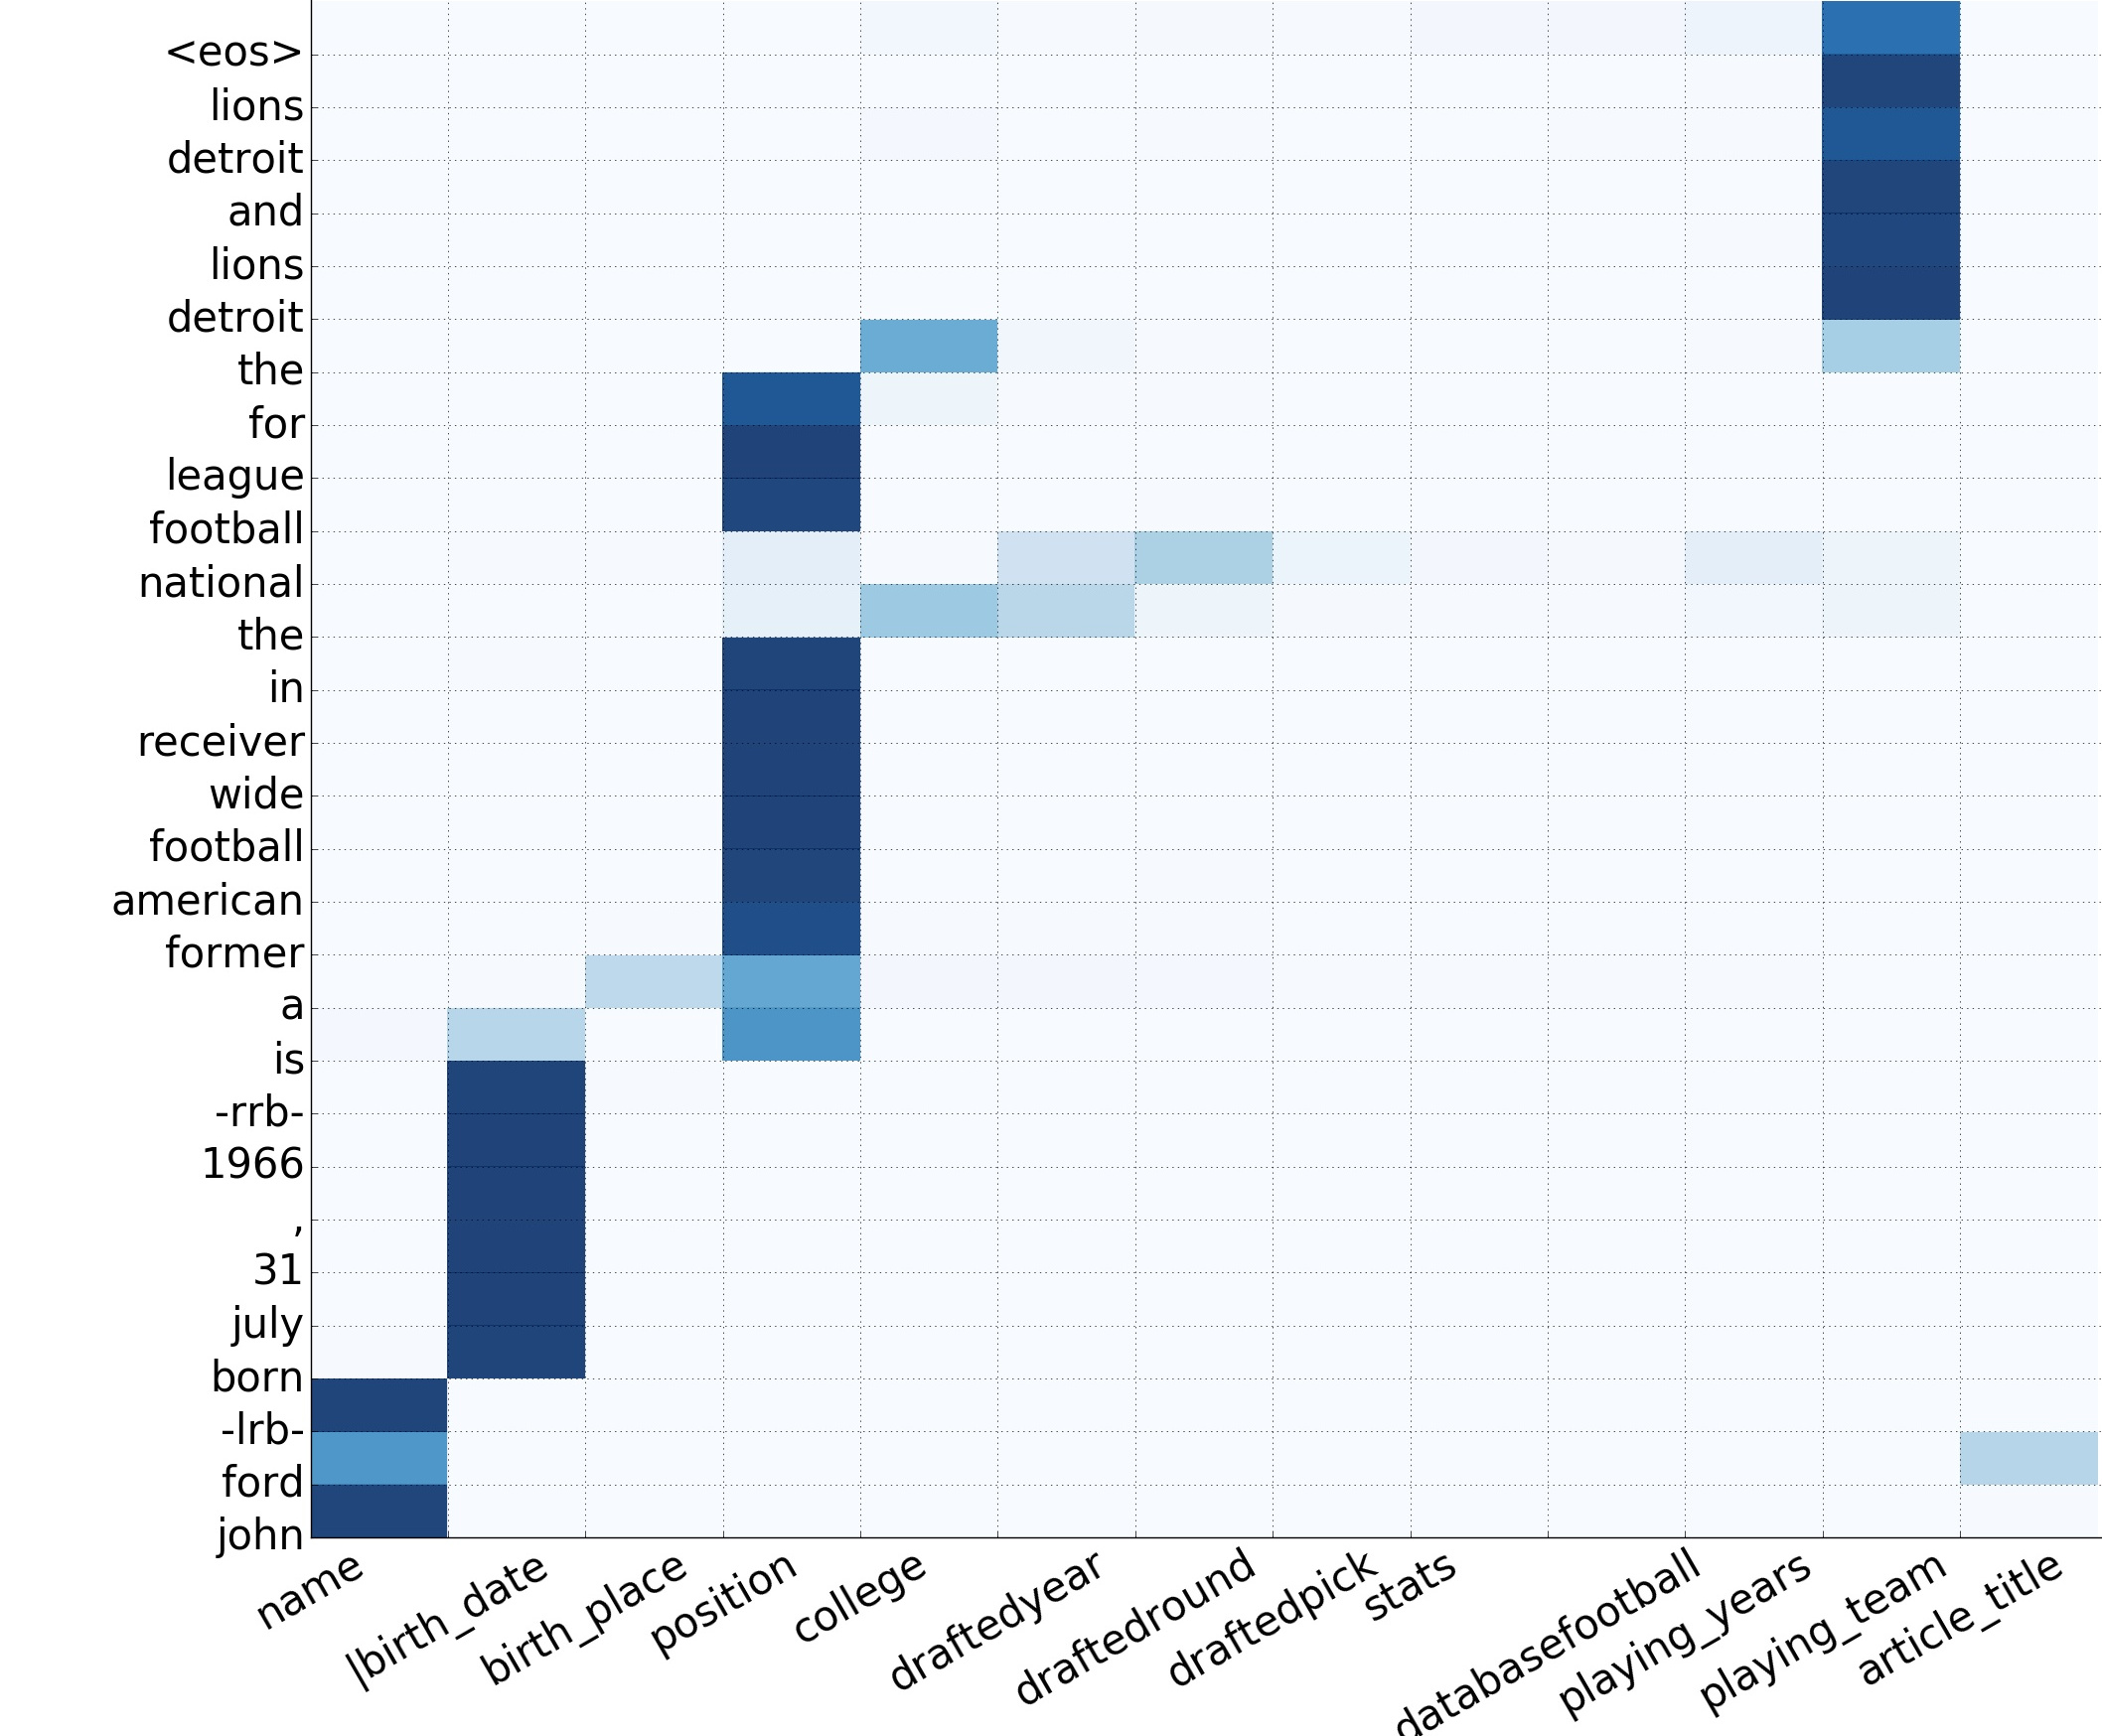 <eos>
lions
detroit
and
lions
detroit
the
for
league
football
national
the
in
receiver
wide
football
american
former
a
is
-rrb-
1966
,
31
july
born
-lrb-
ford
john
name
|birth_date
birth_place
position
college
draftedyear
draftedround
draftedpick
stats
databasefootball
playing_years
playing_team
article_title